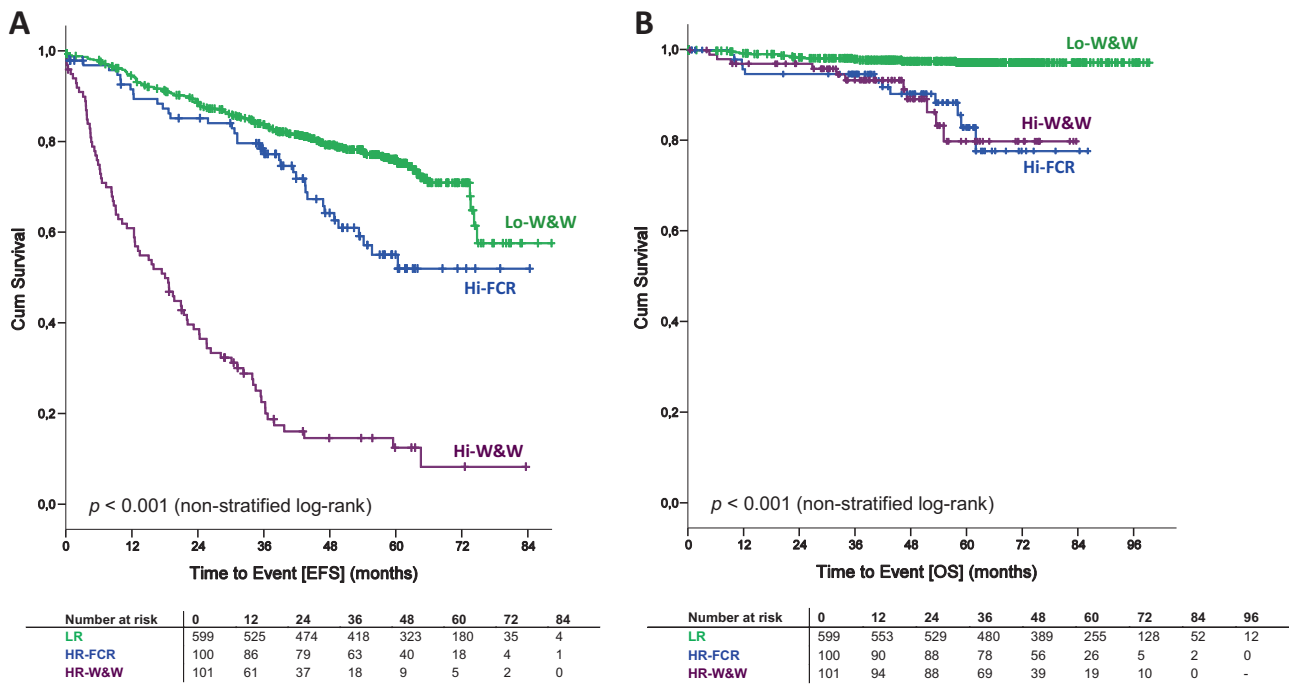 A
1,0
0,8
0,6
0,4
0,2
0,0
Cum Survival
Lo-W&W
Hi-FCR
Hi-W&W
p < 0.001 (non-stratified log-rank)
0 12 24 36 48 60 72 84
Time to Event [EFS] (months)
Number at risk 0 12 24 36 48 60 72 84
LR 599 525 474 418 323 180 35 4
HR-FCR 100 86 79 63 40 18 4 1
HR-W&W 101 61 37 18 9 5 2 0
B
1,0
0,8
0,6
0,4
0,2
0,0
Cum Survival
Lo-W&W
Hi-W&W
Hi-FCR
p < 0.001 (non-stratified log-rank)
0 12 24 36 48 60 72 84 96
Time to Event [OS] (months)
Number at risk 0 12 24 36 48 60 72 84 96
LR 599 553 529 480 389 255 128 52 12
HR-FCR 100 90 88 78 56 26 5 2 0
HR-W&W 101 94 88 69 39 19 10 0 -